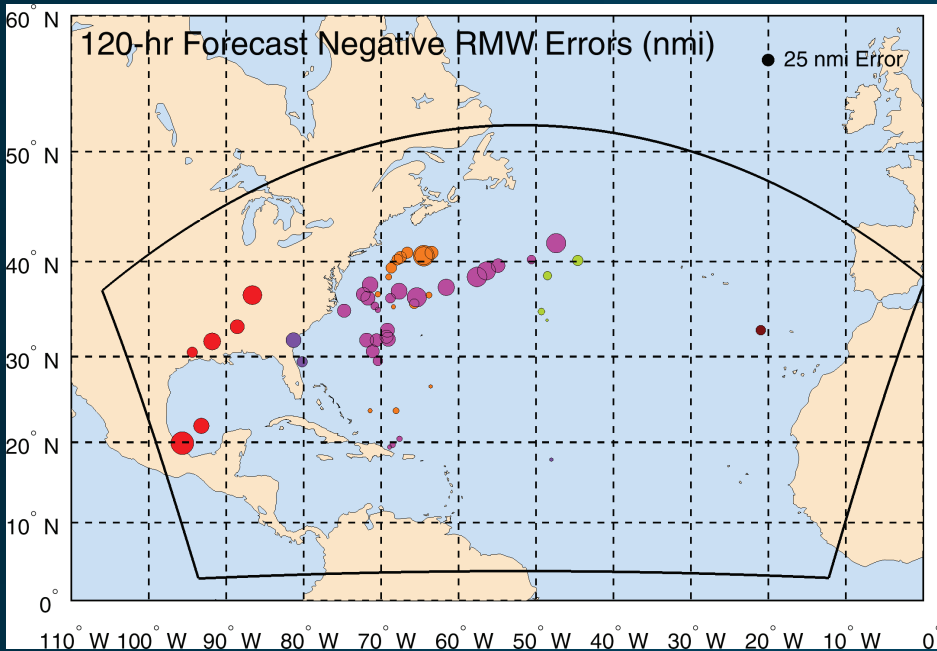 60° N
120-hr Forecast Negative RMW Errors (nmi)
25 nmi Error
50° N
40° N
30° N
20° N
10° N
0°
110° W 100° W 90° W 80° W 70° W 60° W 50° W 40° W 30° W 20° W 10° W 0°